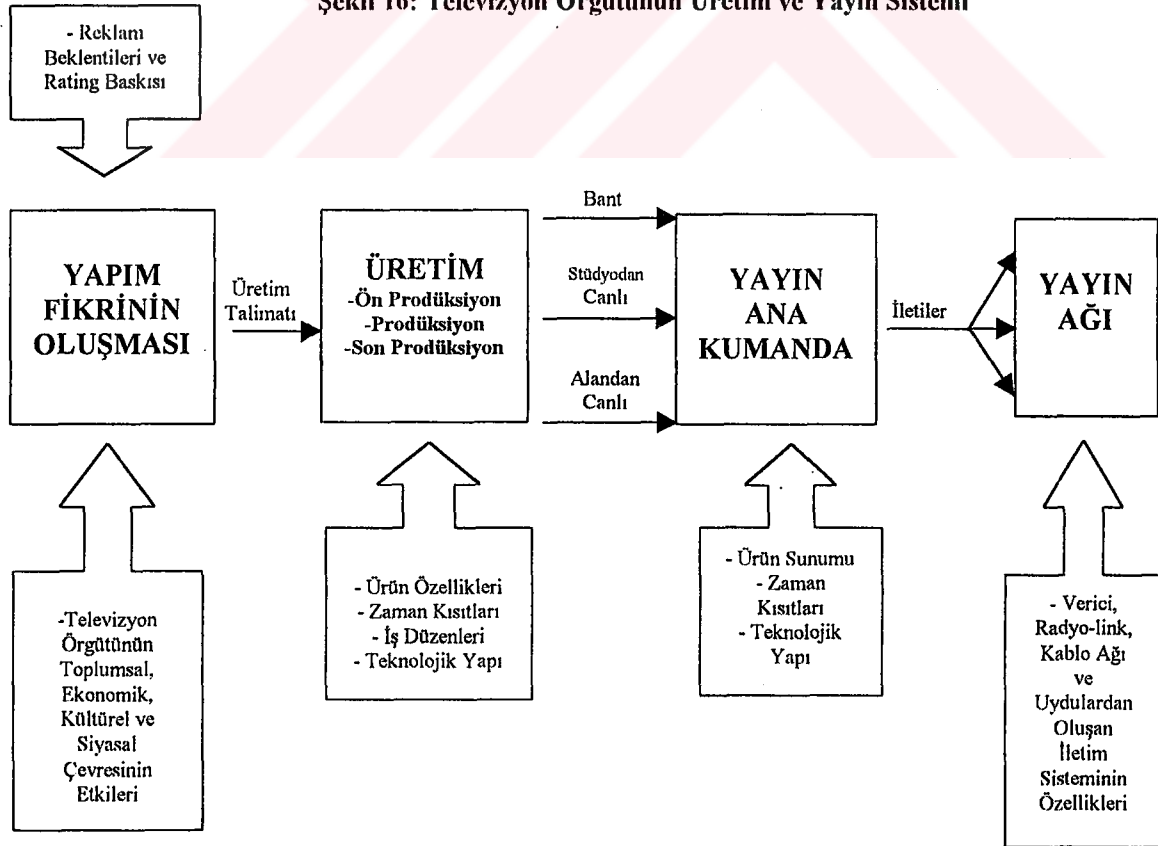 Şekil 16: Televizyon Örgütünün Üretim ve Yayın Sistemi
- Reklam
Beklentileri ve
Rating Baskısı
YAPIM
FİKRİNİN
OLUŞMASI
Üretim
Talimatı
ÜRETİM
-Ön Prodüksiyon
-Prodüksiyon
-Son Prodüksiyon
Bant
Stüdyodan
Canlı
Alandan
Canlı
YAYIN
ANA
KUMANDA
İletiler
YAYIN
AĞI
-Televizyon
Örgütünün
Toplumsal,
Ekonomik,
Kültürel ve
Siyasal
Çevresinin
Etkileri
- Ürün Özellikleri
- Zaman Kısıtları
- İş Düzenleri
- Teknolojik Yapı
- Ürün Sunumu
- Zaman
Kısıtları
- Teknolojik
Yapı
- Verici,
Radyo-link,
Kablo Ağı
ve
Uydulardan
Oluşan
İletim
Sisteminin
Özellikleri